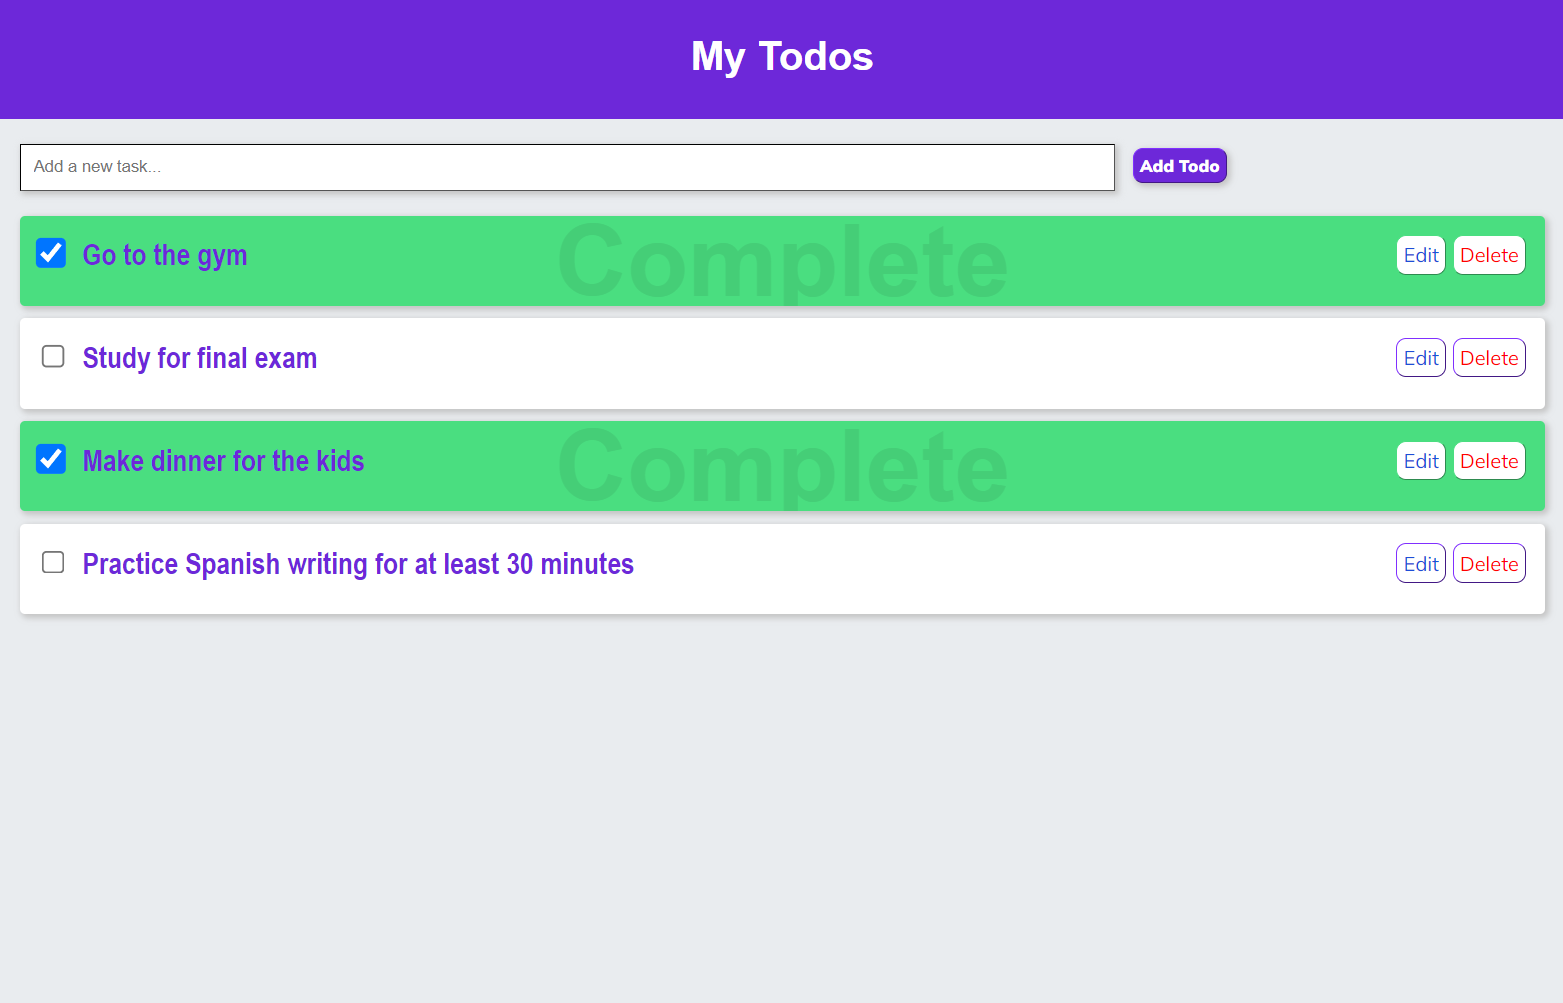 My Todos
Add a new task...
Add Todo
Go to the gym
Complete
Edit
Delete
Study for final exam
Edit
Delete
Make dinner for the kids
Complete
Edit
Delete
Practice Spanish writing for at least 30 minutes
Edit
Delete